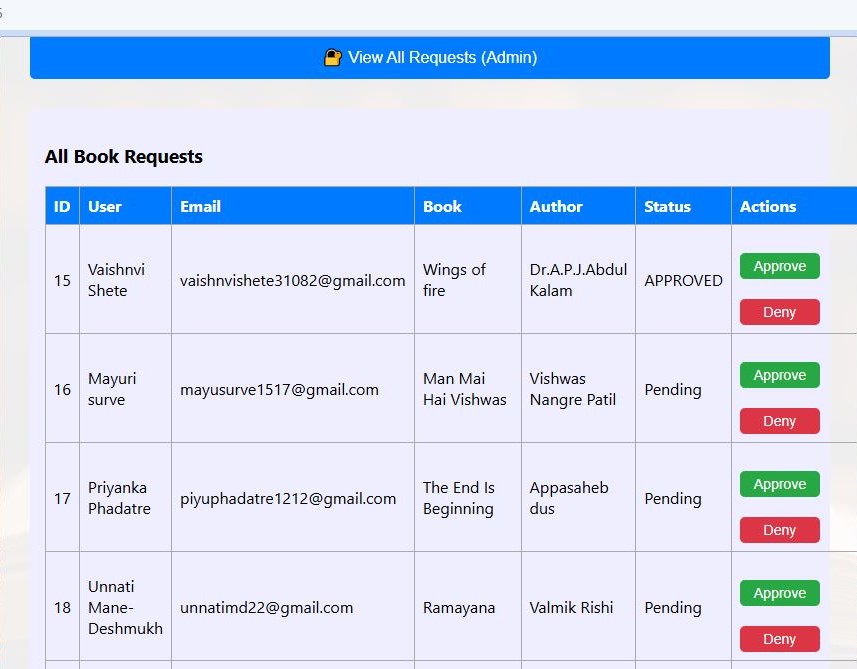 🔐 View All Requests (Admin)
All Book Requests
ID User Email Book Author Status Actions
15 Vaishnvi Shete vaishnvishete31082@gmail.com Wings of fire Dr.A.P.J.Abdul Kalam APPROVED Approve Deny
16 Mayuri surve mayusurve1517@gmail.com Man Mai Hai Vishwas Vishwas Nangre Patil Pending Approve Deny
17 Priyanka Phadatre piyuphadatre1212@gmail.com The End Is Beginning Appasaheb dus Pending Approve Deny
18 Unnati Mane-Deshmukh unnatimd22@gmail.com Ramayana Valmik Rishi Pending Approve Deny